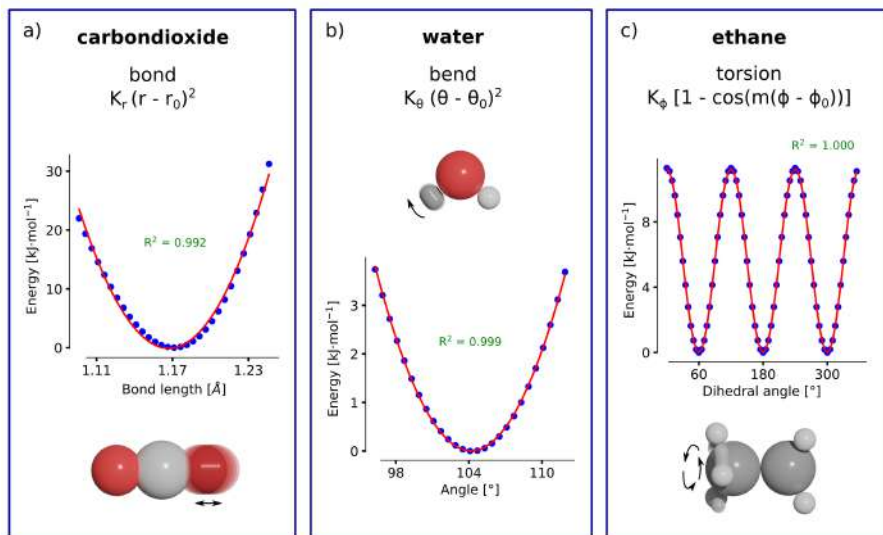 a)
carbondioxide
bond
K_r (r - r_0)^2
30
20
10
0
Energy [kJ·mol^-1]
R^2 = 0.992
1.11
1.17
1.23
Bond length [Å]
b)
water
bend
K_θ (θ - θ_0)^2
3
2
1
0
Energy [kJ·mol^-1]
R^2 = 0.999
98
104
110
Angle [°]
c)
ethane
torsion
K_ϕ [1 - cos(m(ϕ - ϕ_0))]
R^2 = 1.000
8
4
0
Energy [kJ·mol^-1]
60
180
300
Dihedral angle [°]